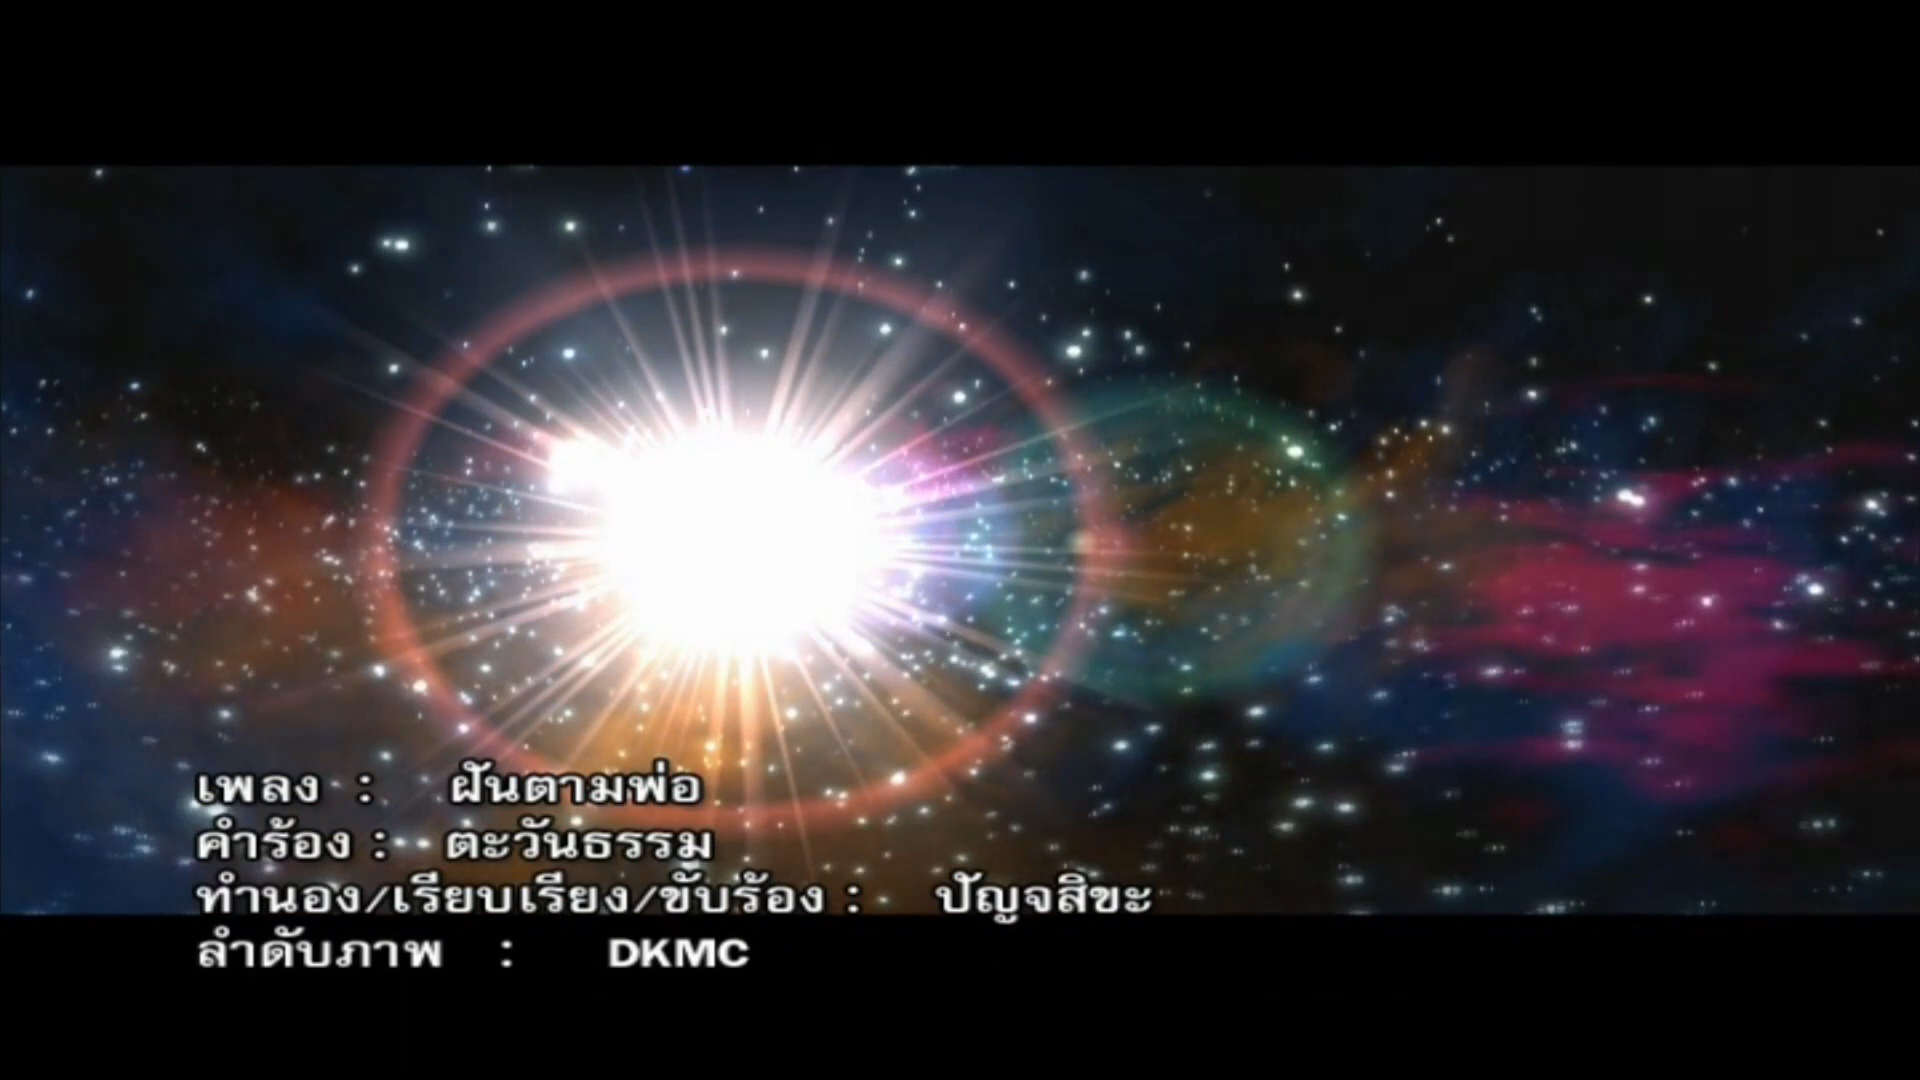 เพลง : ฝันตามพ่อ
คำร้อง : ตะวันธรรม
ทำนอง/เรียบเรียง/ขับร้อง : ปัญจสิขะ
ลำดับภาพ : DKMC